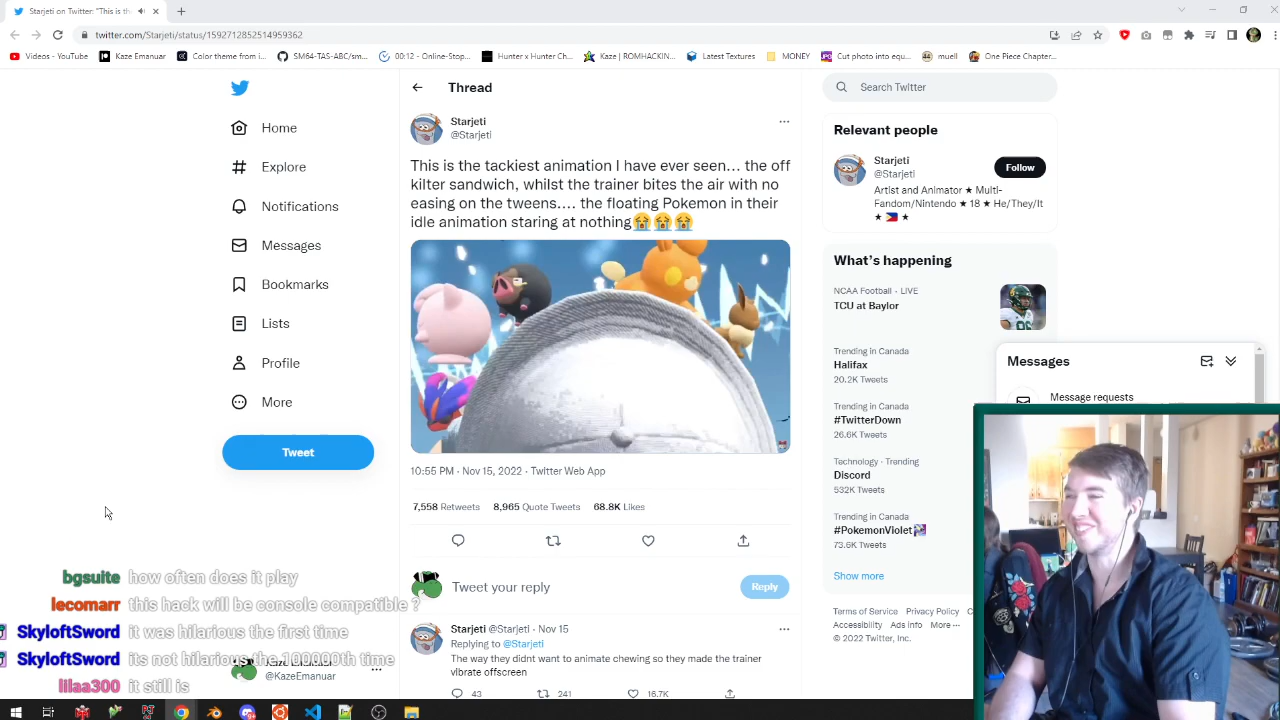 Starjeti on Twitter: "This is th
twitter.com/Starjeti/status/1592712852514959362
Videos - YouTube
Kaze Emanuar
Color theme from i...
SM64-TAS-ABC/sm...
00:12 - Online-Stop...
Hunter x Hunter Ch...
Kaze | ROMHACKIN...
Latest Textures
MONEY
Cut photo into equ...
muell
One Piece Chapter...
Home
Explore
Notifications
Messages
Bookmarks
Lists
Profile
More
Tweet
Thread
Starjeti
@Starjeti
This is the tackiest animation I have ever seen... the off
kilter sandwich, whilst the trainer bites the air with no
easing on the tweens.... the floating Pokemon in their
idle animation staring at nothing😭😭😭
10:55 PM · Nov 15, 2022 · Twitter Web App
7,558 Retweets 8,965 Quote Tweets 68.8K Likes
Tweet your reply
Reply
Starjeti @Starjeti · Nov 15
Replying to @Starjeti
The way they didnt want to animate chewing so they made the trainer
vibrate offscreen
43 241 16.7K
Search Twitter
Relevant people
Starjeti
@Starjeti
Follow
Artist and Animator ★ Multi-
Fandom/Nintendo ★ 18 ★ He/They/It
★ 🇵🇭 ★
What's happening
NCAA Football · LIVE
TCU at Baylor
Trending in Canada
Halifax
20.2K Tweets
Trending in Canada
#TwitterDown
26.6K Tweets
Technology · Trending
Discord
532K Tweets
Trending in Canada
#PokemonViolet
73.6K Tweets
Show more
Terms of Service Privacy Policy C
Accessibility Ads info More ···
© 2022 Twitter, Inc.
Messages
Message requests
bgsuite how often does it play
lecomarr this hack will be console compatible ?
SkyloftSword it was hilarious the first time
SkyloftSword its not hilarious the 100000th time
lilaa300 it still is
@KazeEmanuar